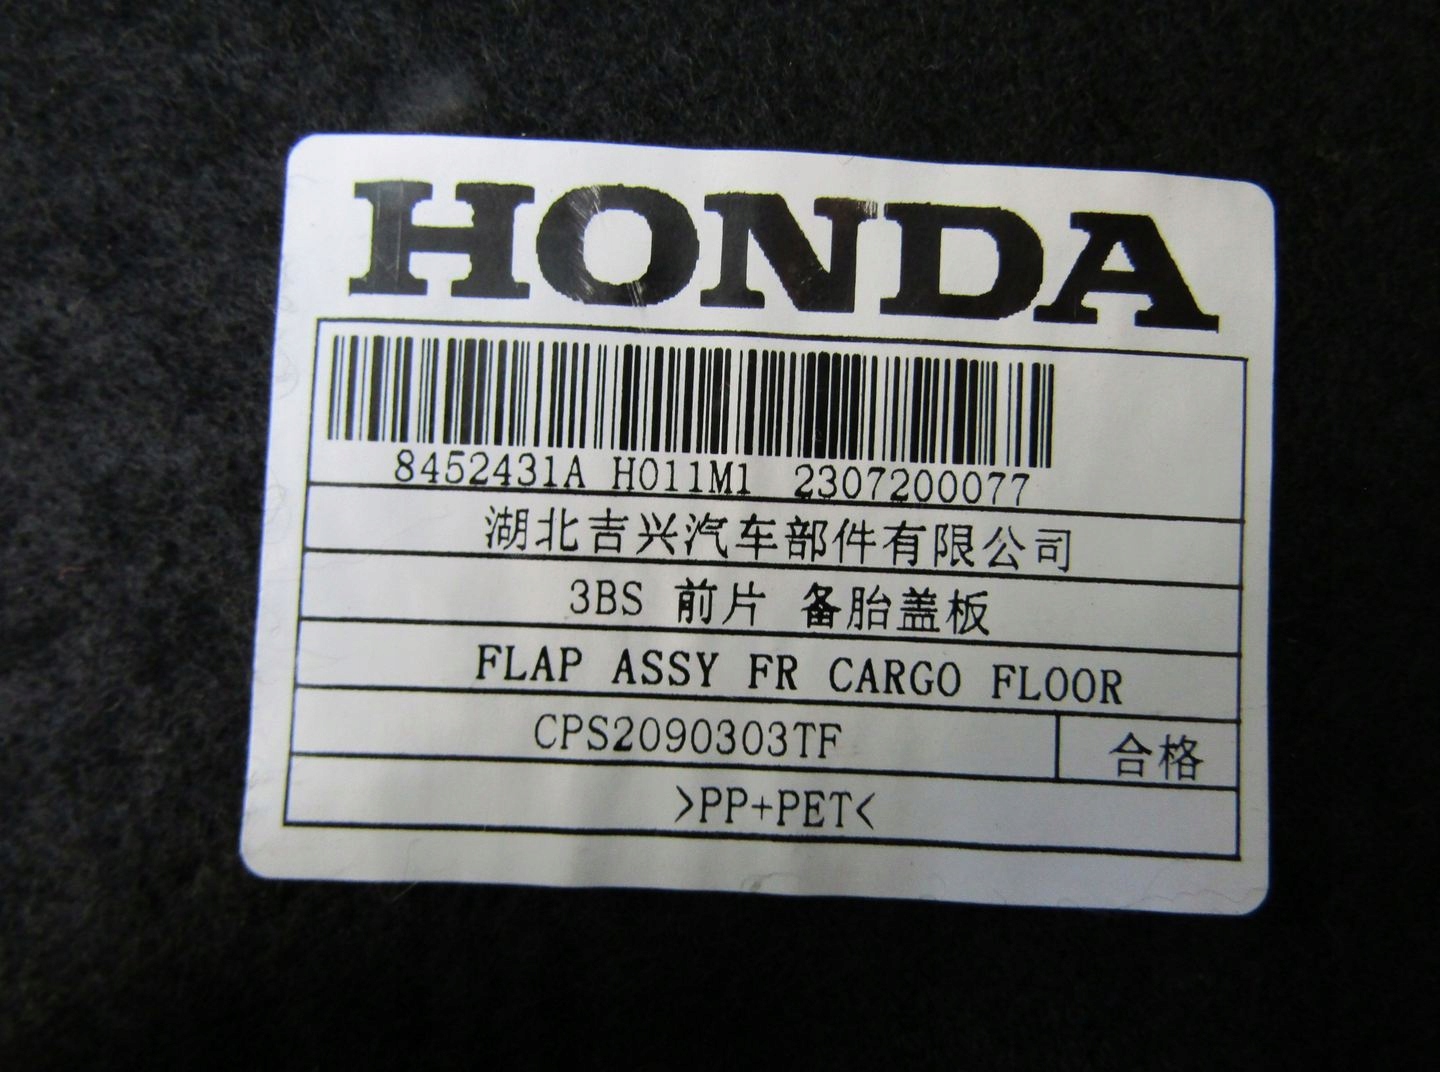 HONDA
8452431A H011M1 2307200077
湖北吉兴汽车部件有限公司
3BS 前片 备胎盖板
FLAP ASSY FR CARGO FLOOR
CPS2090303TF 合格
>PP+PET<